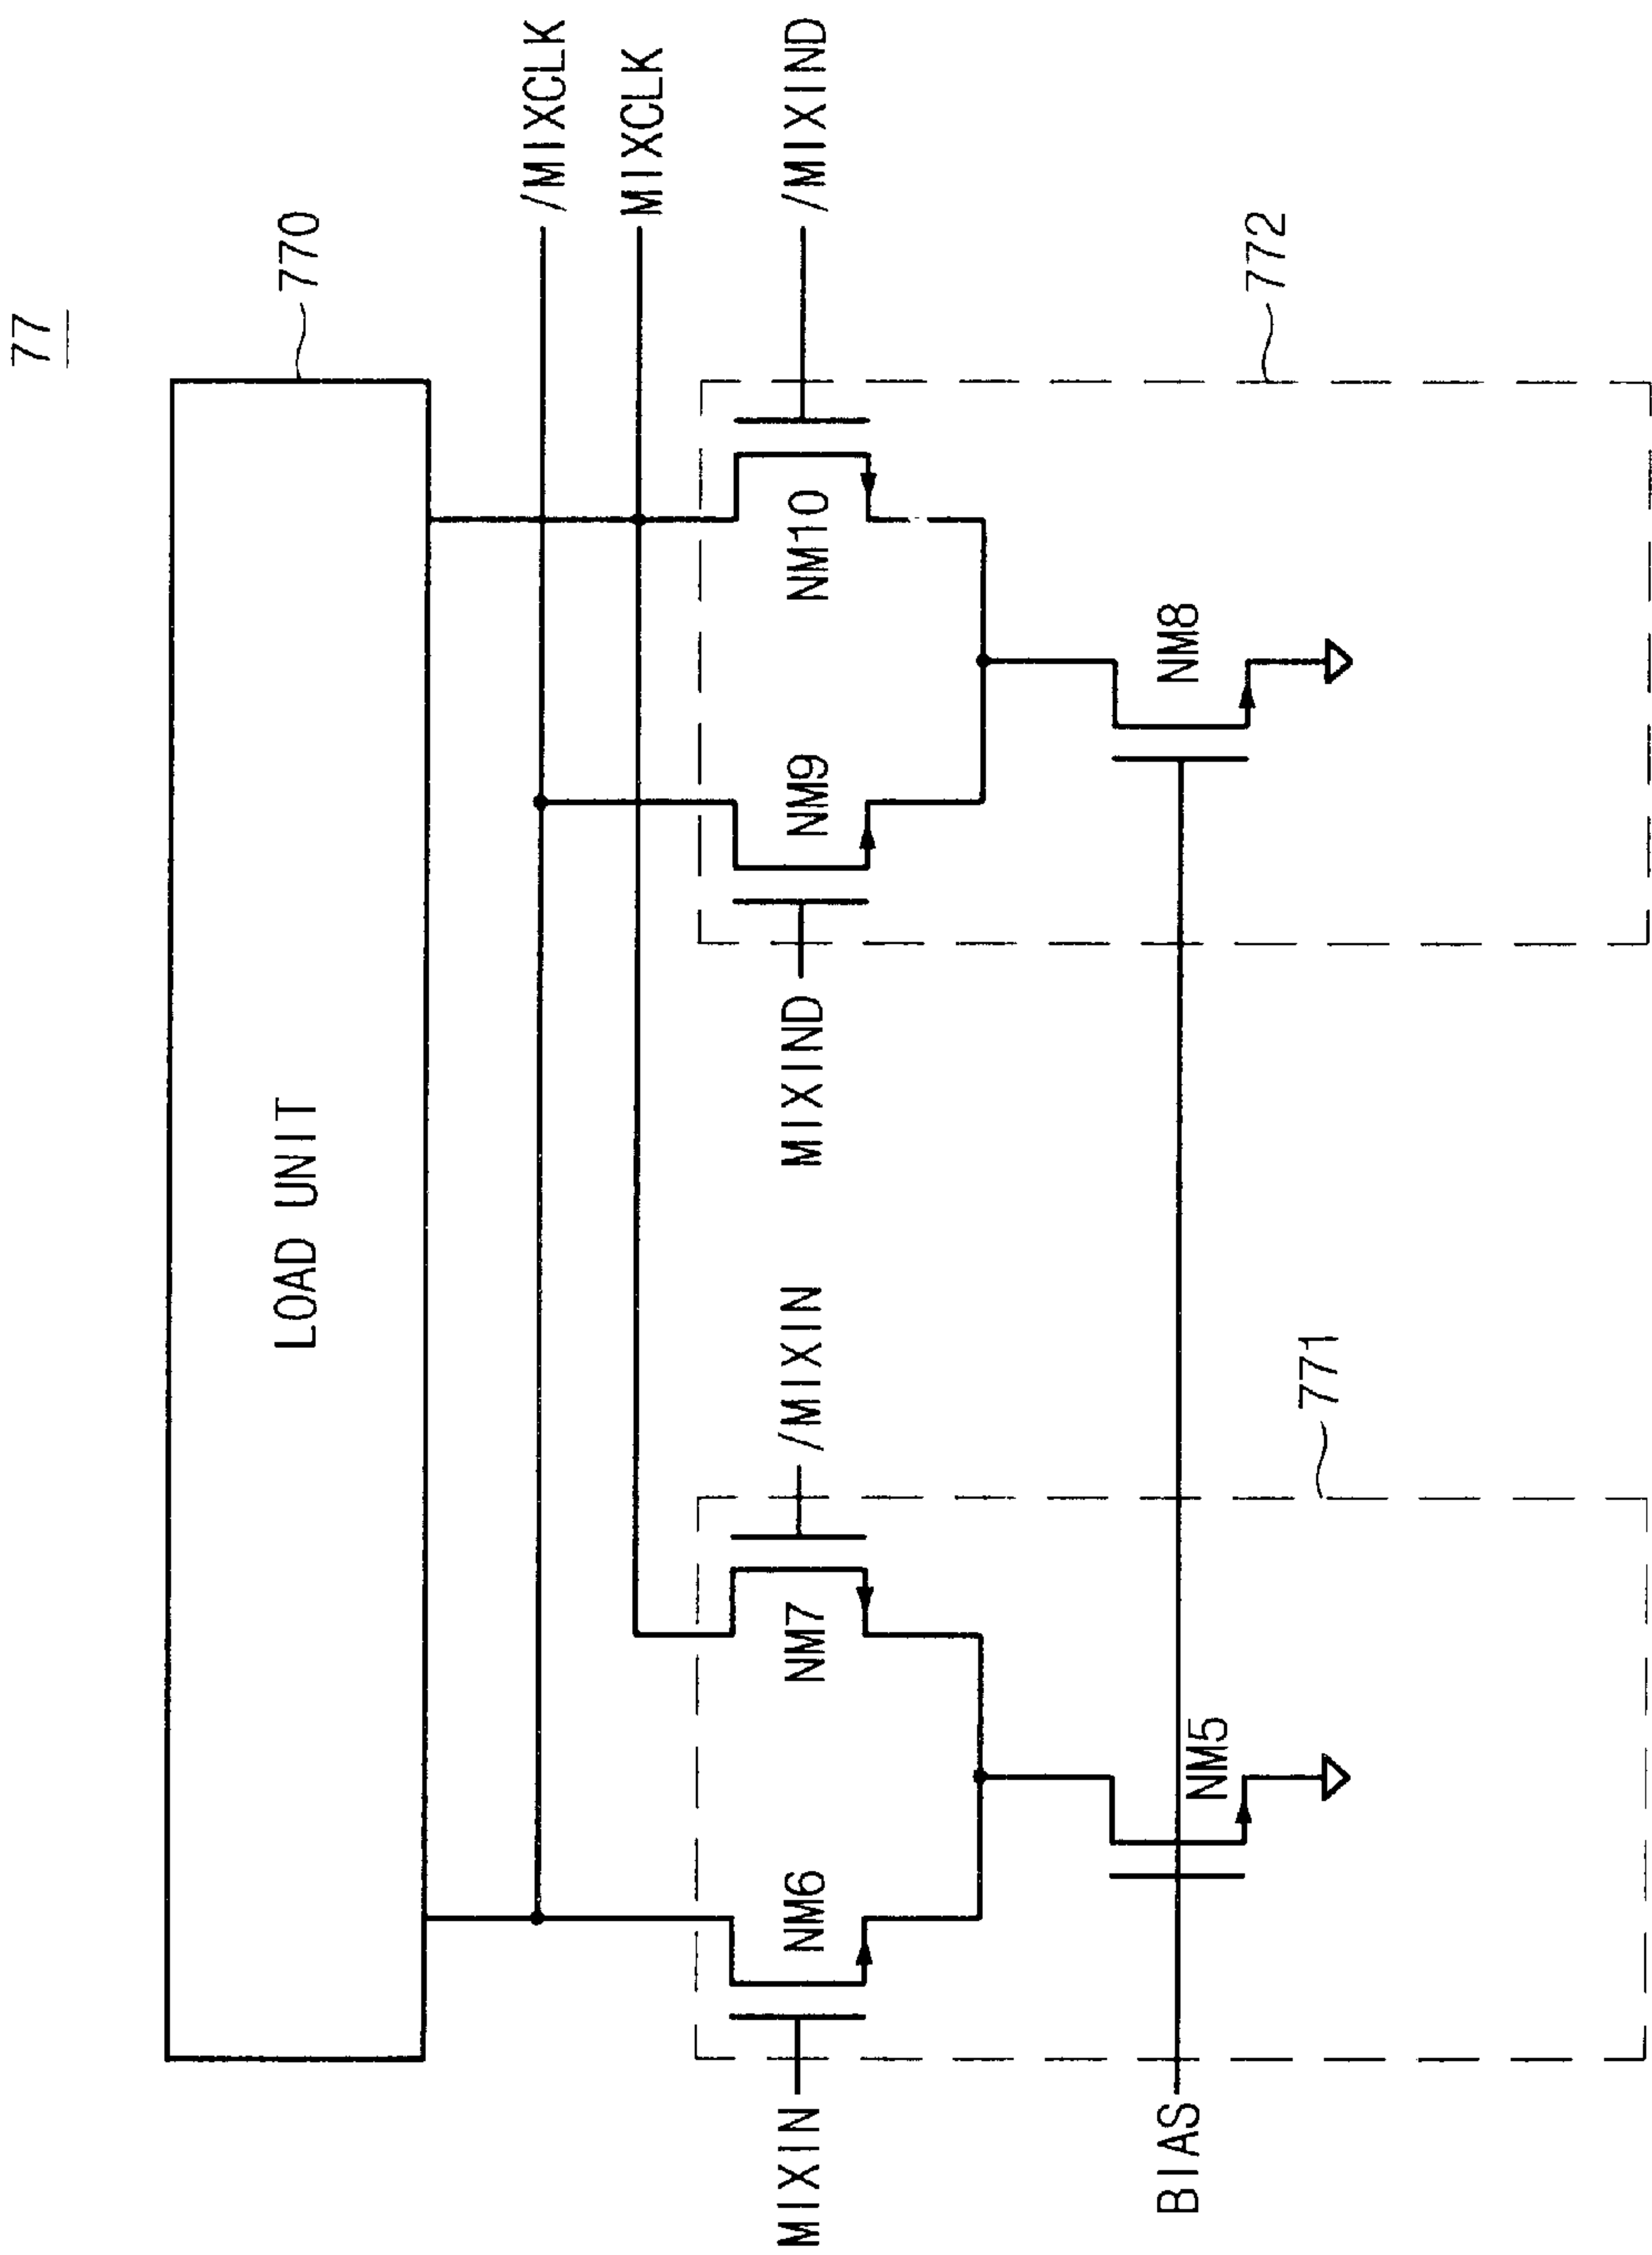 77
770
LOAD UNIT
/MIXCLK
MIXCLK
MIXIN
NM6
NM7
/MIXIN
MIXIND
NM9
NM10
/MIXIND
BIAS
NM5
NM8
771
772